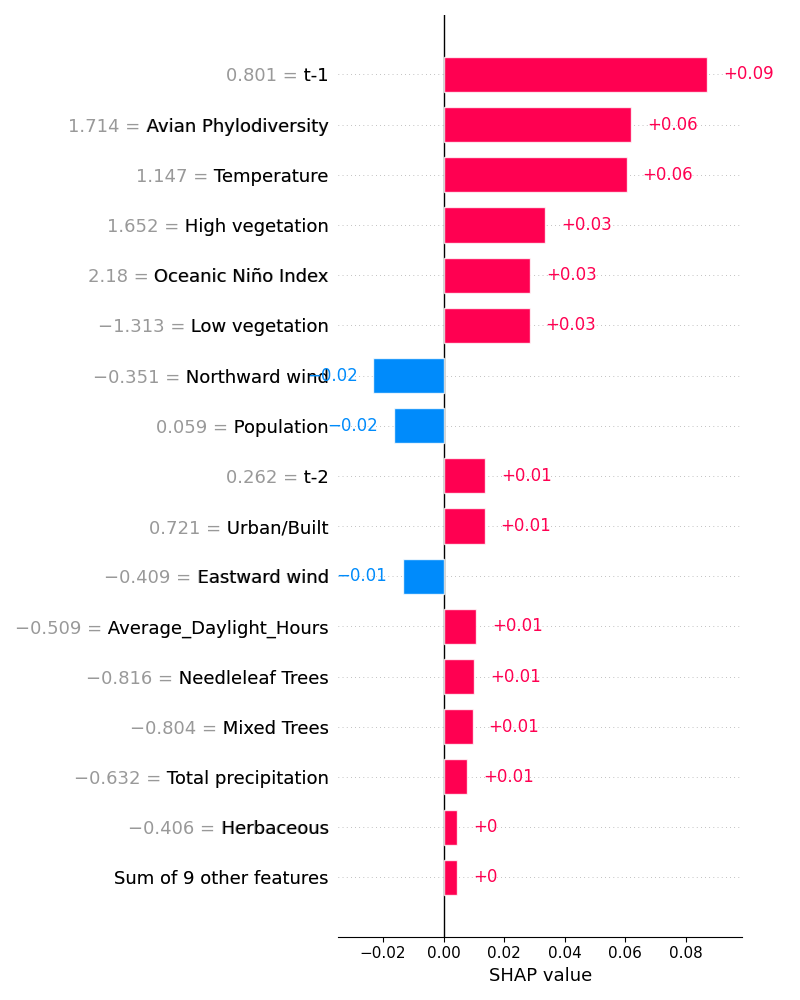 0.801 = t-1 +0.09
1.714 = Avian Phylodiversity +0.06
1.147 = Temperature +0.06
1.652 = High vegetation +0.03
2.18 = Oceanic Niño Index +0.03
−1.313 = Low vegetation +0.03
−0.351 = Northward wind −0.02
0.059 = Population −0.02
0.262 = t-2 +0.01
0.721 = Urban/Built +0.01
−0.409 = Eastward wind −0.01
−0.509 = Average_Daylight_Hours +0.01
−0.816 = Needleleaf Trees +0.01
−0.804 = Mixed Trees +0.01
−0.632 = Total precipitation +0.01
−0.406 = Herbaceous +0
Sum of 9 other features +0
−0.02 0.00 0.02 0.04 0.06 0.08
SHAP value